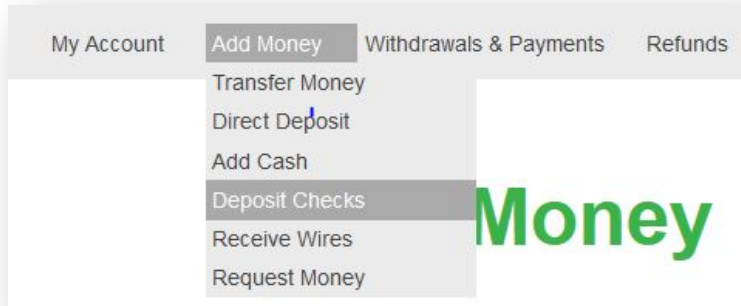 My Account Add Money Withdrawals & Payments Refunds
Transfer Money
Direct Deposit
Add Cash
Deposit Checks
Receive Wires
Request Money
Money